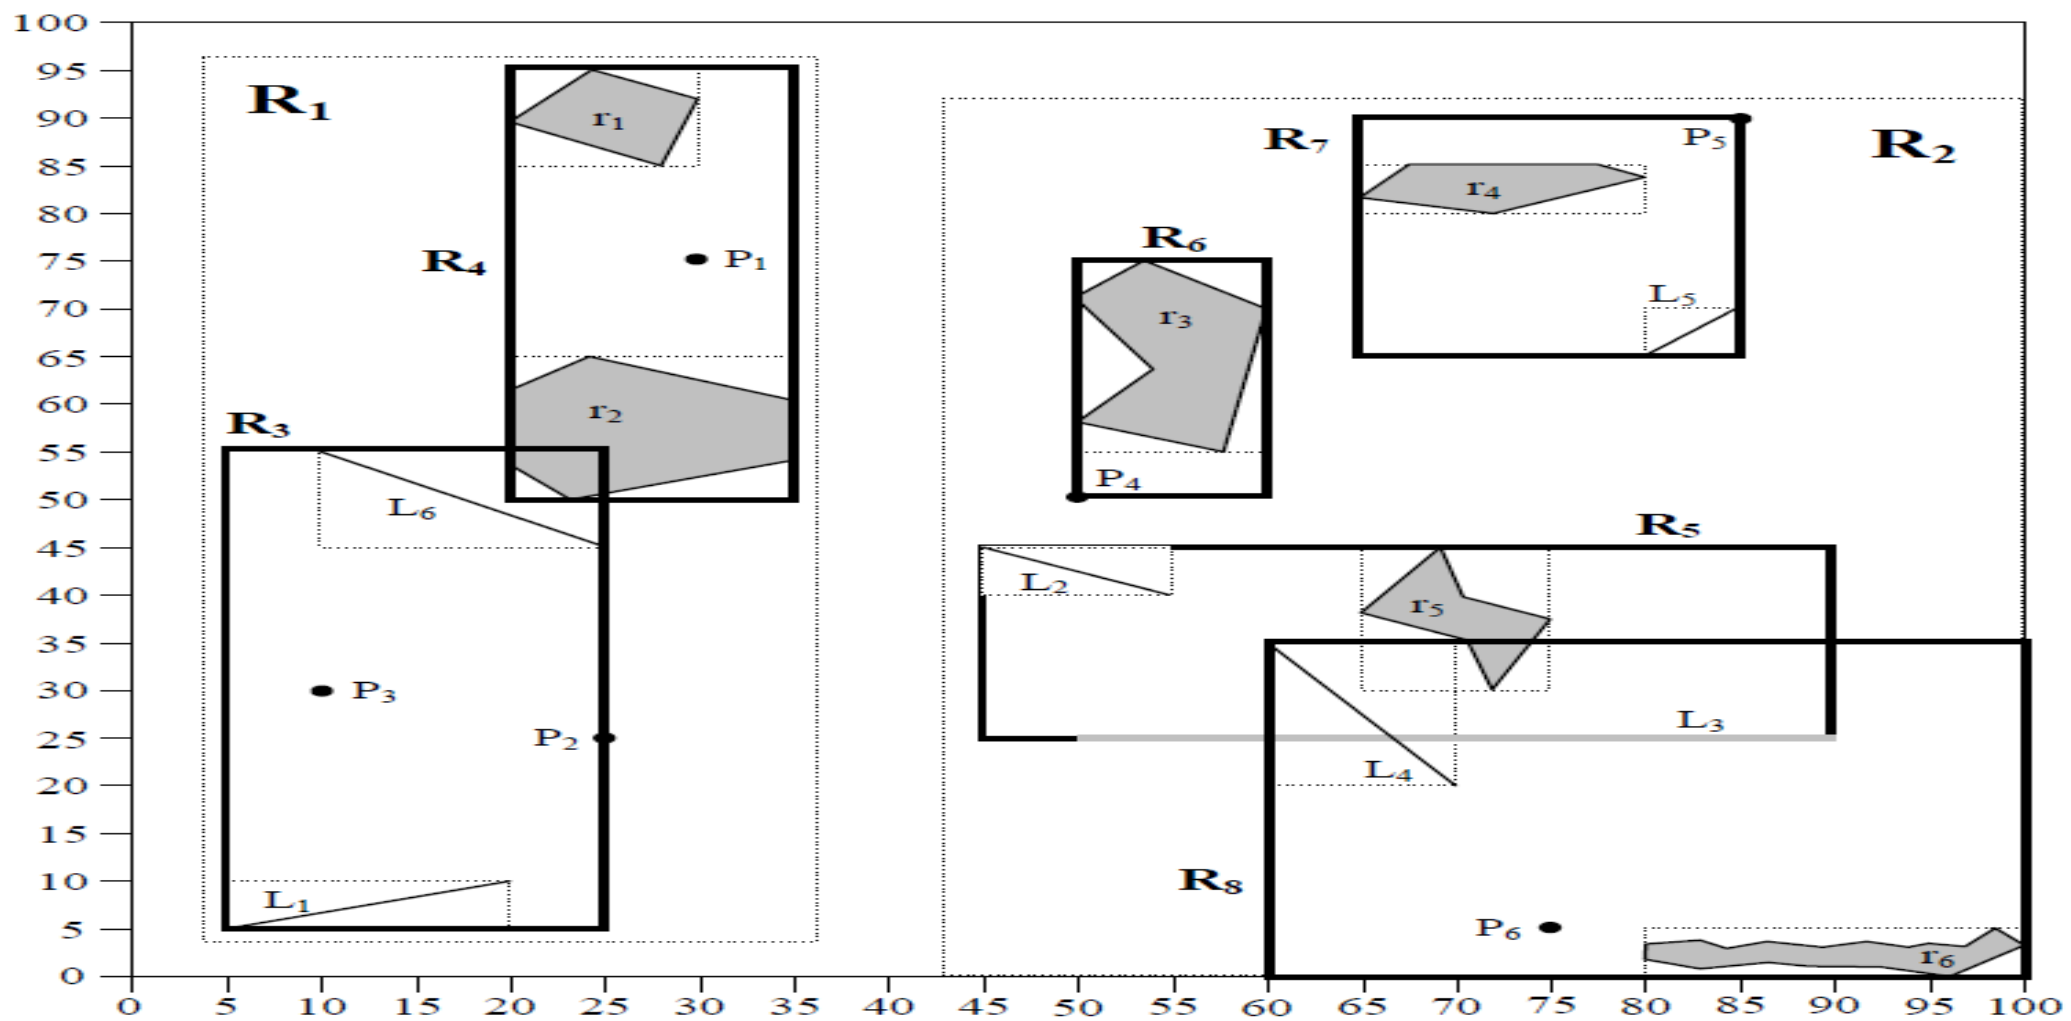 100
95
R₁
r₁
90
P₅
R₇
R₂
85
r₄
80
R₆
75
R₄
P₁
70
L₅
r₃
65
60
r₂
R₃
55
P₄
50
L₆
R₅
45
L₂
40
r₅
35
30
P₃
L₃
25
P₂
L₄
20
15
10
R₈
L₁
5
P₆
r₆
0
0 5 10 15 20 25 30 35 40 45 50 55 60 65 70 75 80 85 90 95 100